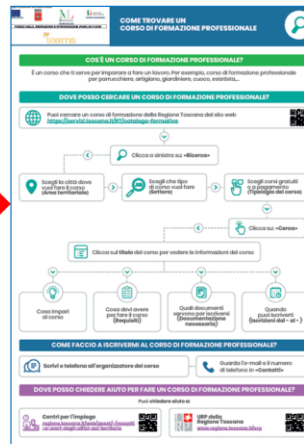 COME TROVARE UN
CORSO DI FORMAZIONE PROFESSIONALE
COS'È UN CORSO DI FORMAZIONE PROFESSIONALE?
È un corso che ti serve per imparare a fare un lavoro. Per esempio, corso di formazione professionale
per parrucchiere, artigiano, giardiniere, cuoco, estetista...
DOVE POSSO CERCARE UN CORSO DI FORMAZIONE PROFESSIONALE?
Puoi cercare un corso di formazione della Regione Toscana dal sito web
https://servizi.toscana.it/RT/catalogo-formativo
Clicca a sinistra su: «Ricerca»
Scegli la città dove
vuoi fare il corso
(Area territoriale)
Scegli che tipo
di corso vuoi fare
(Settore)
Scegli corsi gratuiti
o a pagamento
(Tipologia del corso)
Clicca su: «Cerca»
Clicca sul titolo del corso per vedere le informazioni del corso
Cosa impari
al corso
Cosa devi avere
per fare il corso
(Requisiti)
Quali documenti
servono per iscriversi
(Documentazione
necessaria)
Quando
puoi iscriverti
(Iscrizioni dal - al - )
COME FACCIO A ISCRIVERMI AL CORSO DI FORMAZIONE PROFESSIONALE?
Scrivi e telefona all'organizzatore del corso
Guarda l'e-mail e il numero
di telefono in «Contatti»
DOVE POSSO CHIEDERE AIUTO PER FARE UN CORSO DI FORMAZIONE PROFESSIONALE?
Puoi chiedere aiuto a:
Centri per l'impiego
URP della
Regione Toscana
www.regione.toscana.it/urp